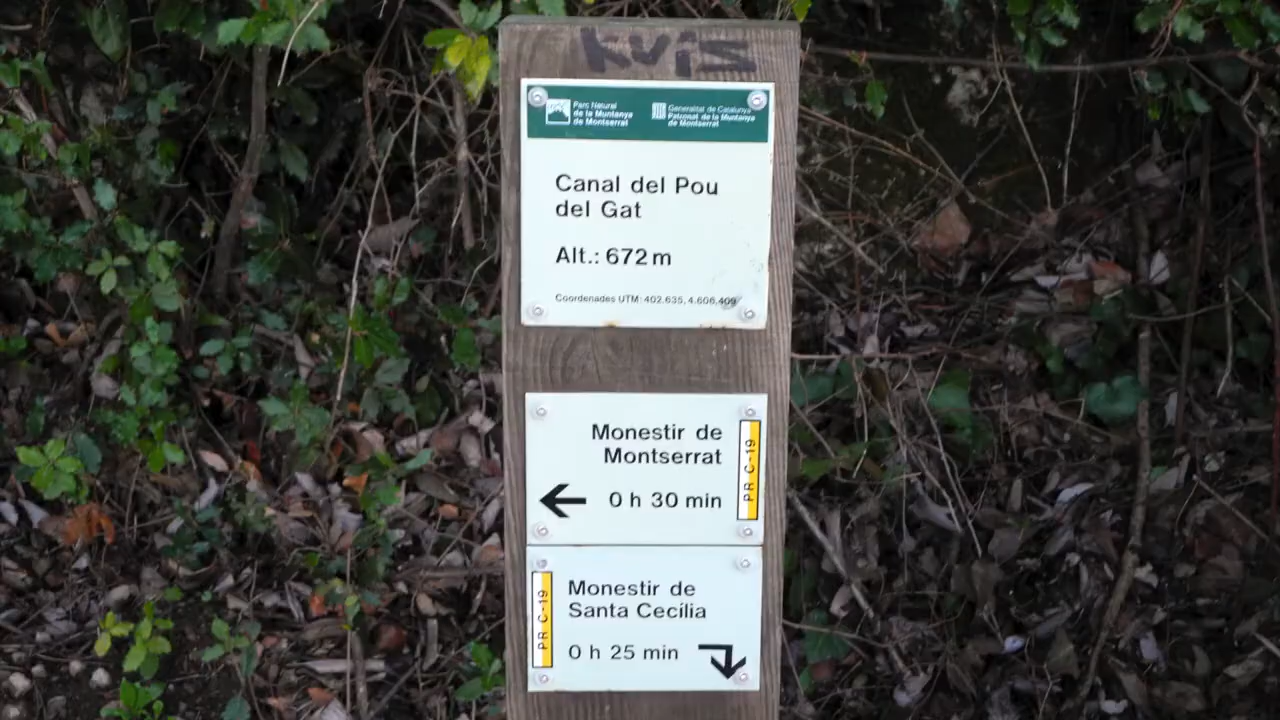 KVIS
Parc Natural
de la Muntanya
de Montserrat
Generalitat de Catalunya
Patronat de la Muntanya
de Montserrat
Canal del Pou
del Gat
Alt.: 672 m
Coordenades UTM: 402.635, 4.606.409
Monestir de
Montserrat
0 h 30 min
PR C-19
Monestir de
Santa Cecília
0 h 25 min
PR C-19